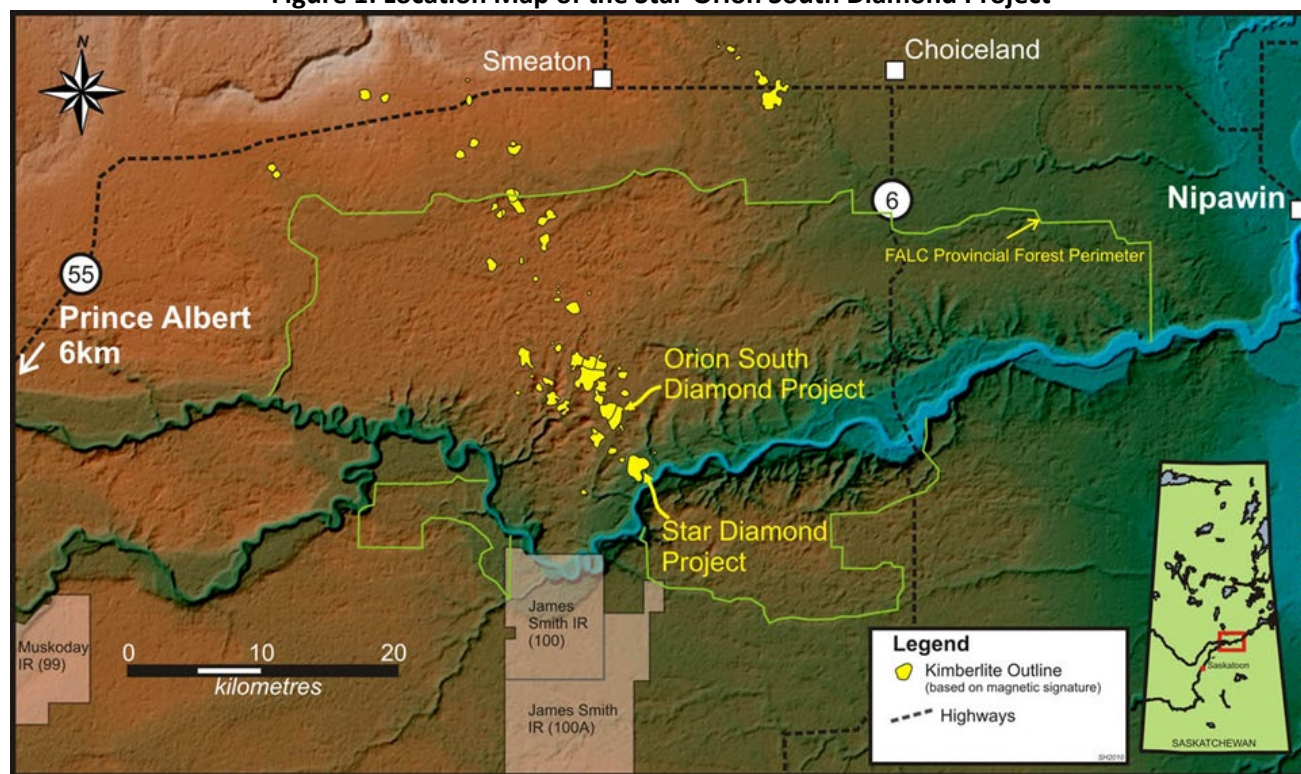 Figure 1: Location Map of the Star-Orion South Diamond Project
N
Smeaton
Choiceland
6
Nipawin
FALC Provincial Forest Perimeter
55
Prince Albert
6km
Orion South
Diamond Project
Star Diamond
Project
James
Smith IR
(100)
Muskoday
IR (99)
0 10 20
kilometres
James Smith
IR (100A)
Legend
Kimberlite Outline
(based on magnetic signature)
Highways
Saskatoon
SASKATCHEWAN
SH2010